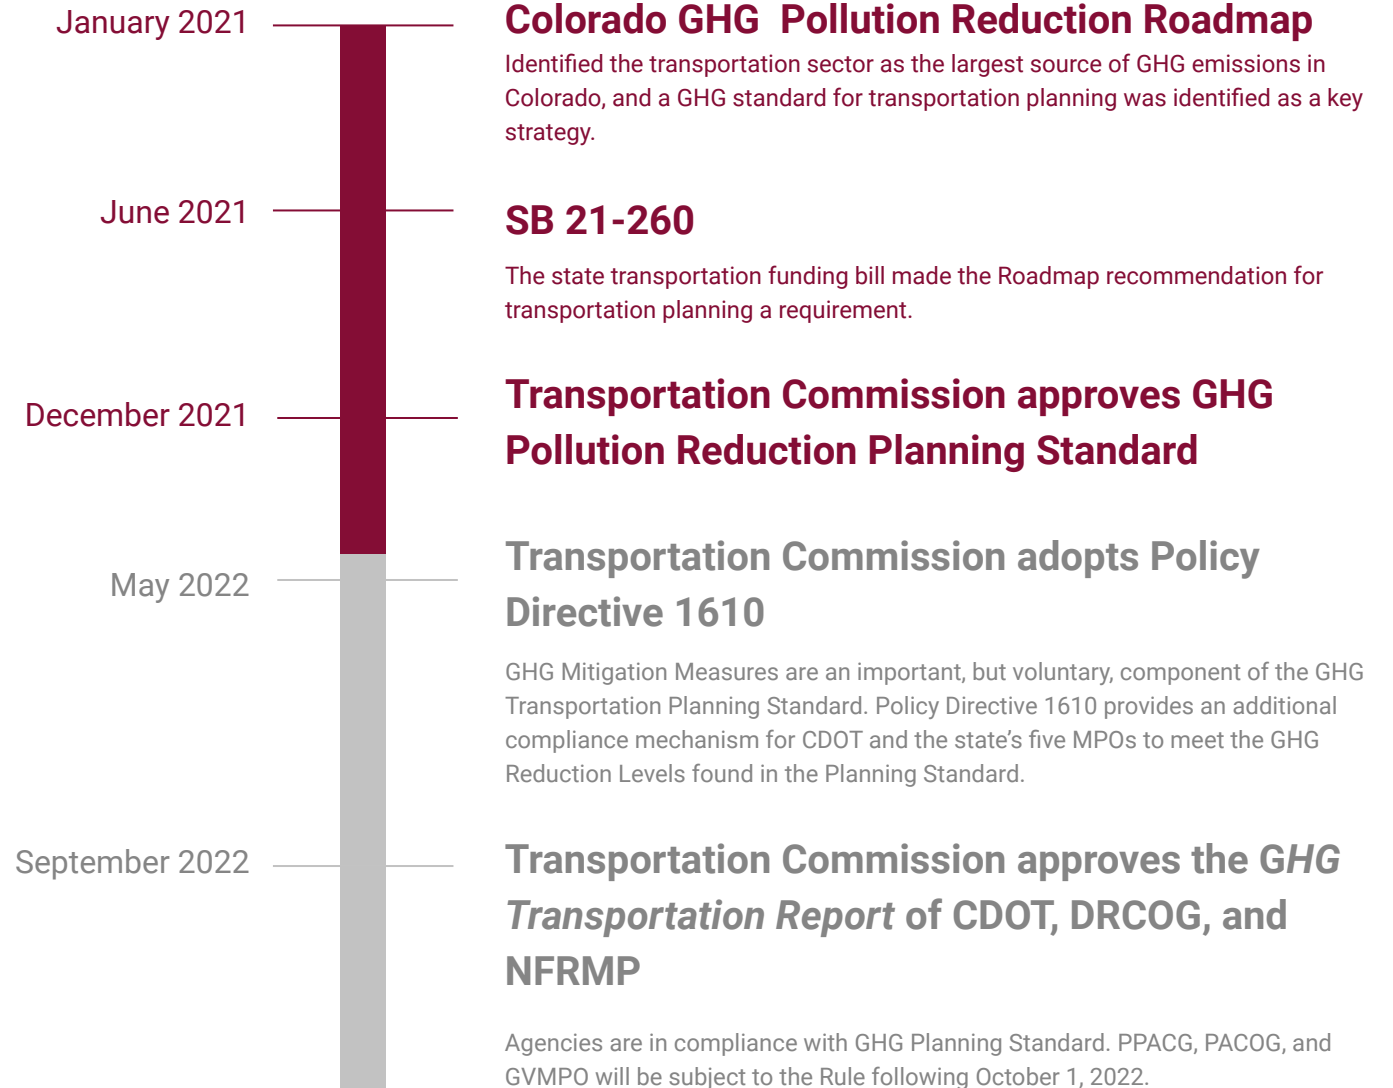 January 2021
Colorado GHG  Pollution Reduction Roadmap
Identified the transportation sector as the largest source of GHG emissions in
Colorado, and a GHG standard for transportation planning was identified as a key
strategy.
June 2021
SB 21-260
The state transportation funding bill made the Roadmap recommendation for
transportation planning a requirement.
December 2021
Transportation Commission approves GHG
Pollution Reduction Planning Standard
May 2022
Transportation Commission adopts Policy
Directive 1610
GHG Mitigation Measures are an important, but voluntary, component of the GHG
Transportation Planning Standard. Policy Directive 1610 provides an additional
compliance mechanism for CDOT and the state’s five MPOs to meet the GHG
Reduction Levels found in the Planning Standard.
September 2022
Transportation Commission approves the GHG
Transportation Report of CDOT, DRCOG, and
NFRMP
Agencies are in compliance with GHG Planning Standard. PPACG, PACOG, and
GVMPO will be subject to the Rule following October 1, 2022.